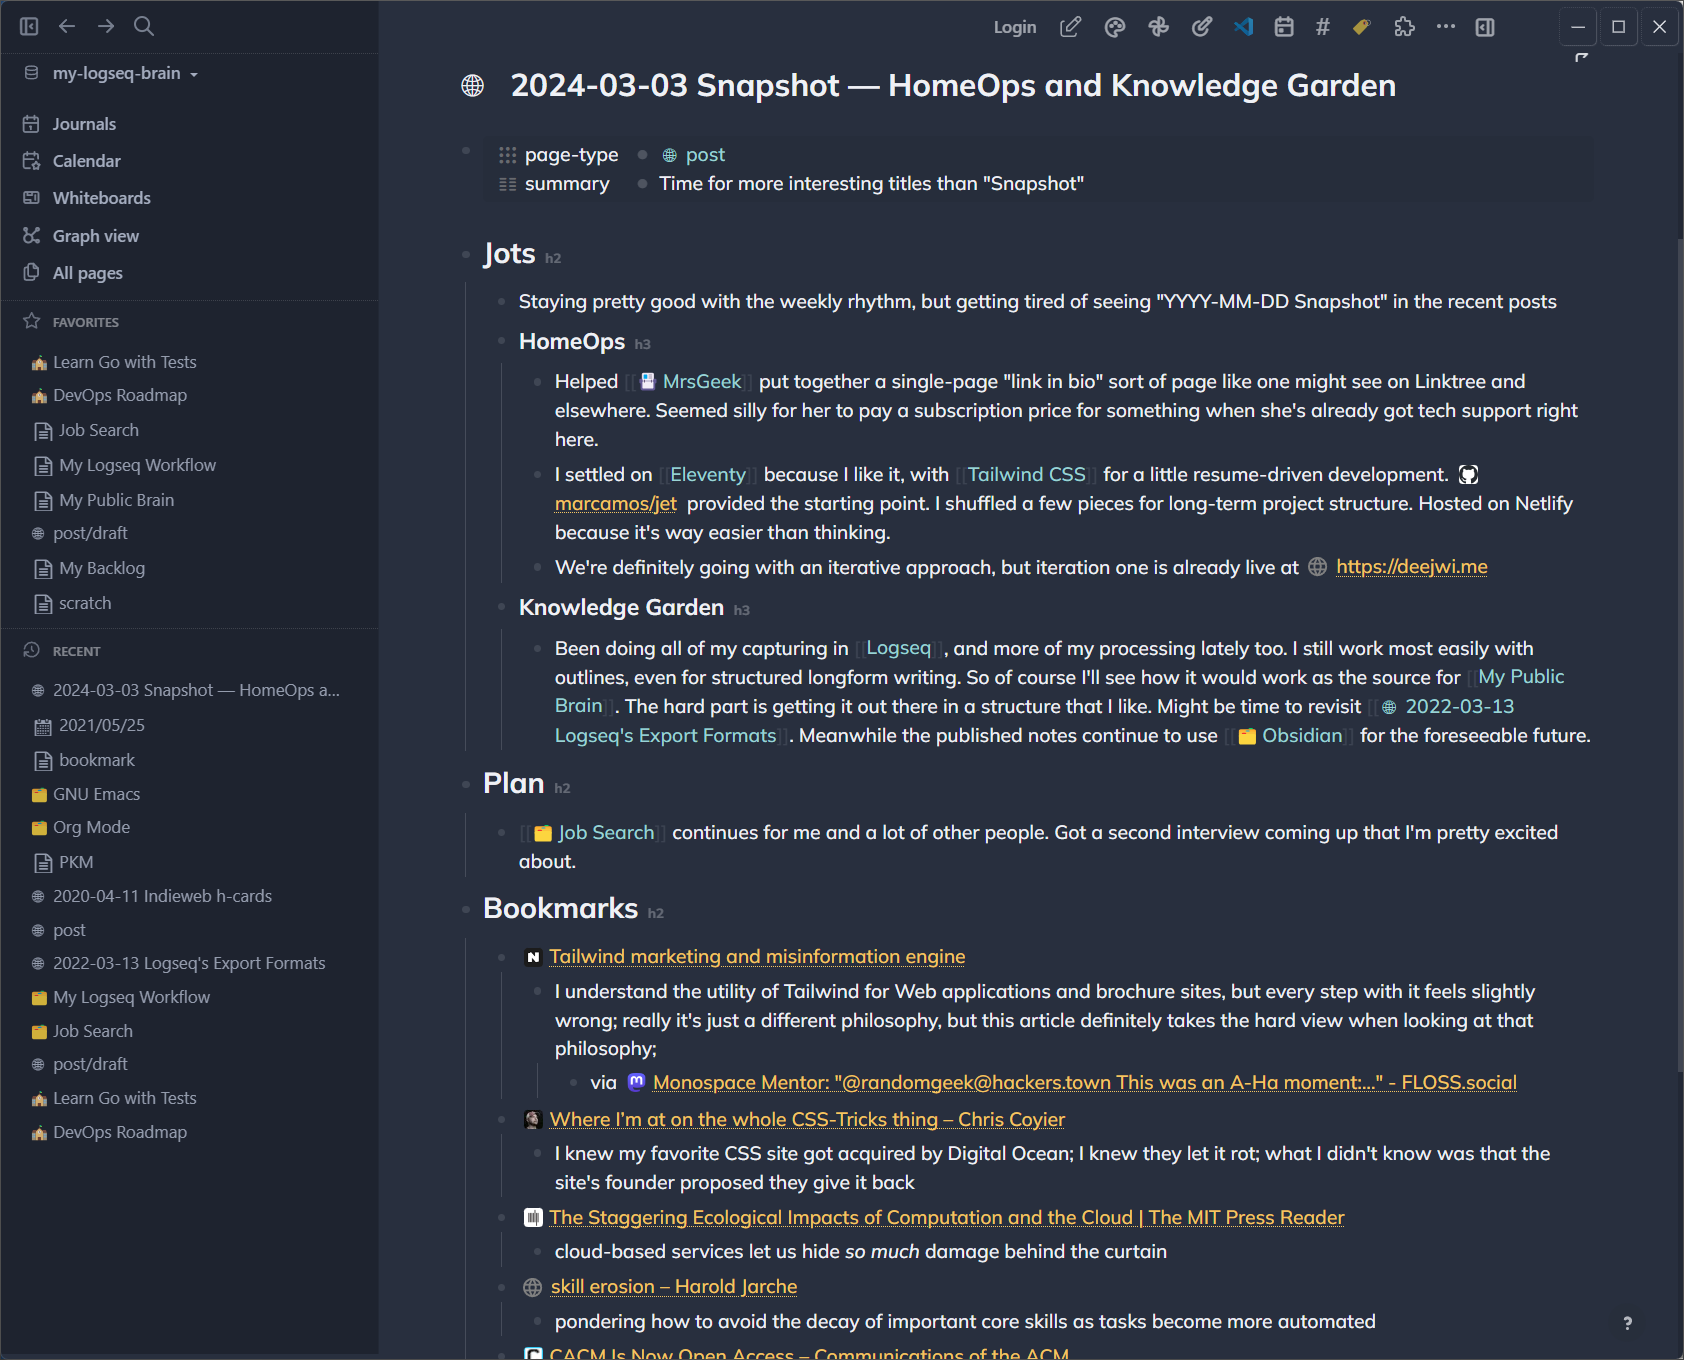 Login
my-logseq-brain
Journals
Calendar
Whiteboards
Graph view
All pages
FAVORITES
Learn Go with Tests
DevOps Roadmap
Job Search
My Logseq Workflow
My Public Brain
post/draft
My Backlog
scratch
RECENT
2024-03-03 Snapshot — HomeOps a...
2021/05/25
bookmark
GNU Emacs
Org Mode
PKM
2020-04-11 Indieweb h-cards
post
2022-03-13 Logseq's Export Formats
My Logseq Workflow
Job Search
post/draft
Learn Go with Tests
DevOps Roadmap
2024-03-03 Snapshot — HomeOps and Knowledge Garden
page-type post
summary Time for more interesting titles than "Snapshot"
Jots h2
Staying pretty good with the weekly rhythm, but getting tired of seeing "YYYY-MM-DD Snapshot" in the recent posts
HomeOps h3
Helped [[MrsGeek]] put together a single-page "link in bio" sort of page like one might see on Linktree and
elsewhere. Seemed silly for her to pay a subscription price for something when she's already got tech support right
here.
I settled on [[Eleventy]] because I like it, with [[Tailwind CSS]] for a little resume-driven development.
marcamos/jet provided the starting point. I shuffled a few pieces for long-term project structure. Hosted on Netlify
because it's way easier than thinking.
We're definitely going with an iterative approach, but iteration one is already live at https://deejwi.me
Knowledge Garden h3
Been doing all of my capturing in [[Logseq]], and more of my processing lately too. I still work most easily with
outlines, even for structured longform writing. So of course I'll see how it would work as the source for [[My Public
Brain]]. The hard part is getting it out there in a structure that I like. Might be time to revisit [[2022-03-13
Logseq's Export Formats]]. Meanwhile the published notes continue to use [[Obsidian]] for the foreseeable future.
Plan h2
[[Job Search]] continues for me and a lot of other people. Got a second interview coming up that I'm pretty excited
about.
Bookmarks h2
Tailwind marketing and misinformation engine
I understand the utility of Tailwind for Web applications and brochure sites, but every step with it feels slightly
wrong; really it's just a different philosophy, but this article definitely takes the hard view when looking at that
philosophy;
via Monospace Mentor: "@randomgeek@hackers.town This was an A-Ha moment:..." - FLOSS.social
Where I'm at on the whole CSS-Tricks thing – Chris Coyier
I knew my favorite CSS site got acquired by Digital Ocean; I knew they let it rot; what I didn't know was that the
site's founder proposed they give it back
The Staggering Ecological Impacts of Computation and the Cloud | The MIT Press Reader
cloud-based services let us hide so much damage behind the curtain
skill erosion – Harold Jarche
pondering how to avoid the decay of important core skills as tasks become more automated
CACM Is Now Open Access – Communications of the ACM
?